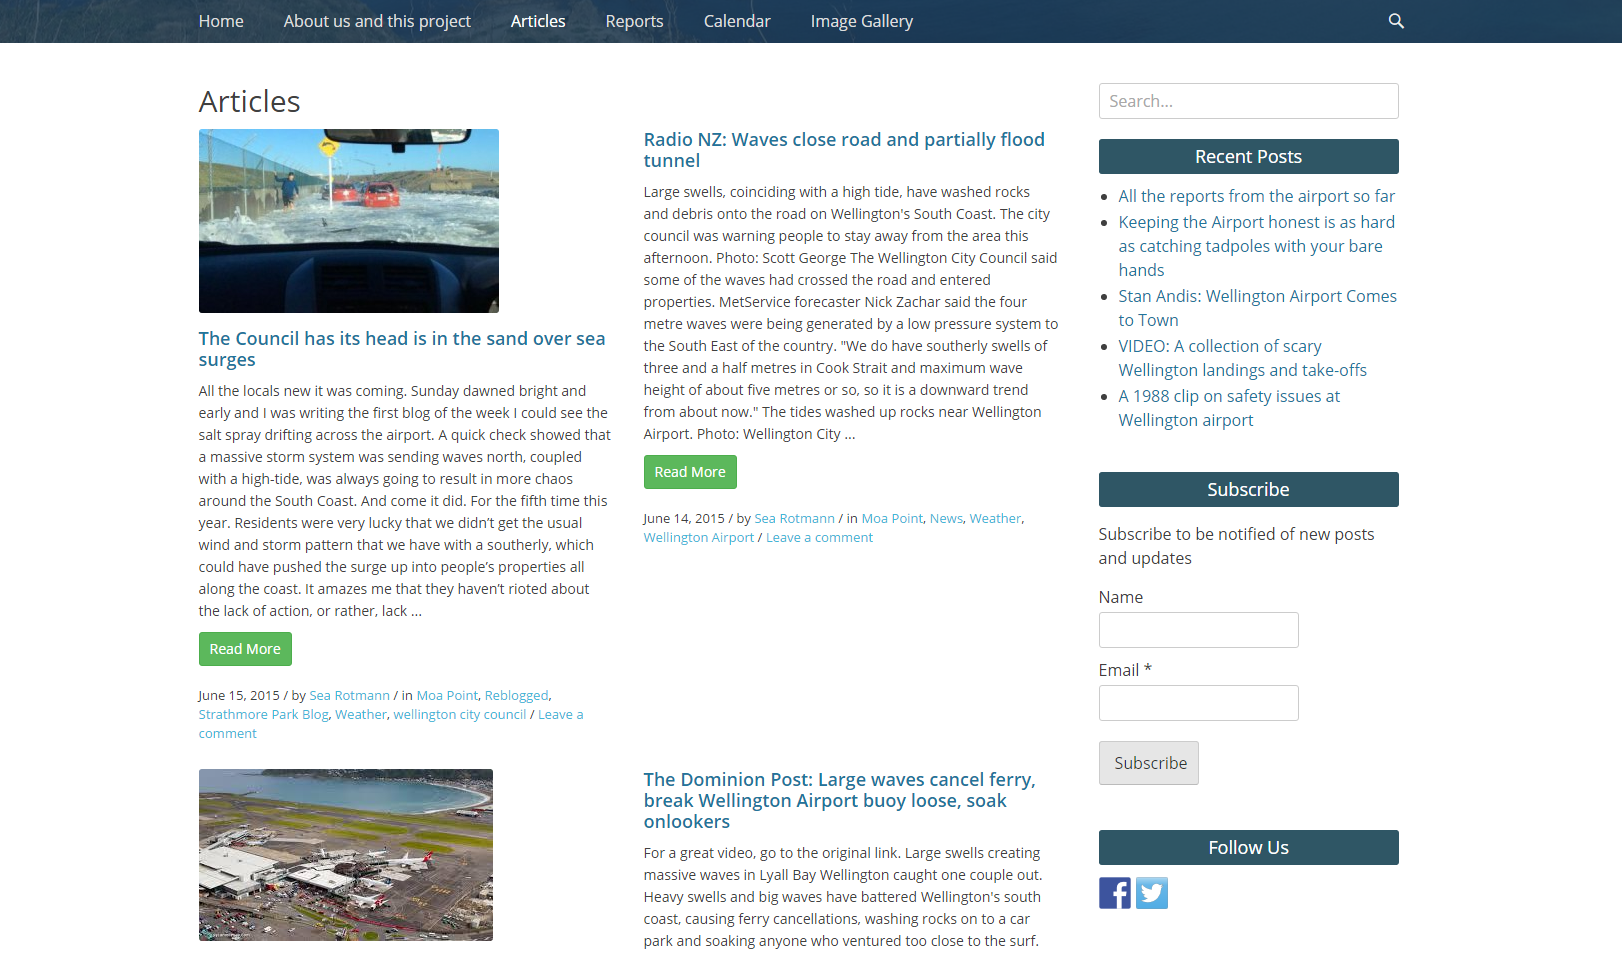 Home About us and this project Articles Reports Calendar Image Gallery
Articles
The Council has its head is in the sand over sea
surges
All the locals new it was coming. Sunday dawned bright and
early and I was writing the first blog of the week I could see the
salt spray drifting across the airport. A quick check showed that
a massive storm system was sending waves north, coupled
with a high-tide, was always going to result in more chaos
around the South Coast. And come it did. For the fifth time this
year. Residents were very lucky that we didn’t get the usual
wind and storm pattern that we have with a southerly, which
could have pushed the surge up into people’s properties all
along the coast. It amazes me that they haven’t rioted about
the lack of action, or rather, lack ...
Read More
June 15, 2015 / by Sea Rotmann / in Moa Point, Reblogged,
Strathmore Park Blog, Weather, wellington city council / Leave a
comment
Radio NZ: Waves close road and partially flood
tunnel
Large swells, coinciding with a high tide, have washed rocks
and debris onto the road on Wellington's South Coast. The city
council was warning people to stay away from the area this
afternoon. Photo: Scott George The Wellington City Council said
some of the waves had crossed the road and entered
properties. MetService forecaster Nick Zachar said the four
metre waves were being generated by a low pressure system to
the South East of the country. "We do have southerly swells of
three and a half metres in Cook Strait and maximum wave
height of about five metres or so, so it is a downward trend
from about now." The tides washed up rocks near Wellington
Airport. Photo: Wellington City ...
Read More
June 14, 2015 / by Sea Rotmann / in Moa Point, News, Weather,
Wellington Airport / Leave a comment
The Dominion Post: Large waves cancel ferry,
break Wellington Airport buoy loose, soak
onlookers
For a great video, go to the original link. Large swells creating
massive waves in Lyall Bay Wellington caught one couple out.
Heavy swells and big waves have battered Wellington's south
coast, causing ferry cancellations, washing rocks on to a car
park and soaking anyone who ventured too close to the surf.
Search...
Recent Posts
All the reports from the airport so far
Keeping the Airport honest is as hard
as catching tadpoles with your bare
hands
Stan Andis: Wellington Airport Comes
to Town
VIDEO: A collection of scary
Wellington landings and take-offs
A 1988 clip on safety issues at
Wellington airport
Subscribe
Subscribe to be notified of new posts
and updates
Name
Email *
Subscribe
Follow Us